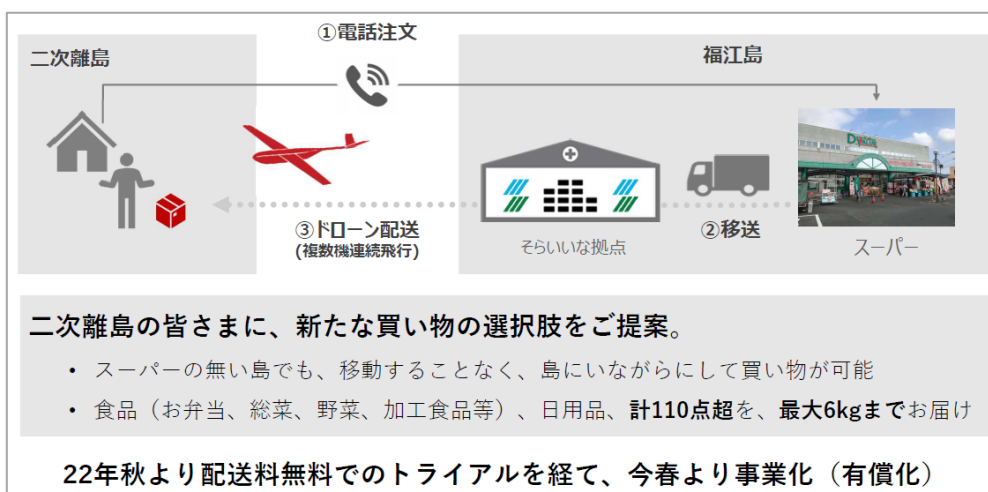 ①電話注文
二次離島
福江島
③ドローン配送
(複数機連続飛行)
そらいいな拠点
②移送
スーパー
二次離島の皆さまに、新たな買い物の選択肢をご提案。
• スーパーの無い島でも、移動することなく、島にいながらにして買い物が可能
• 食品（お弁当、総菜、野菜、加工食品等）、日用品、計110点超を、最大6kgまでお届け
22年秋より配送料無料でのトライアルを経て、今春より事業化（有償化）